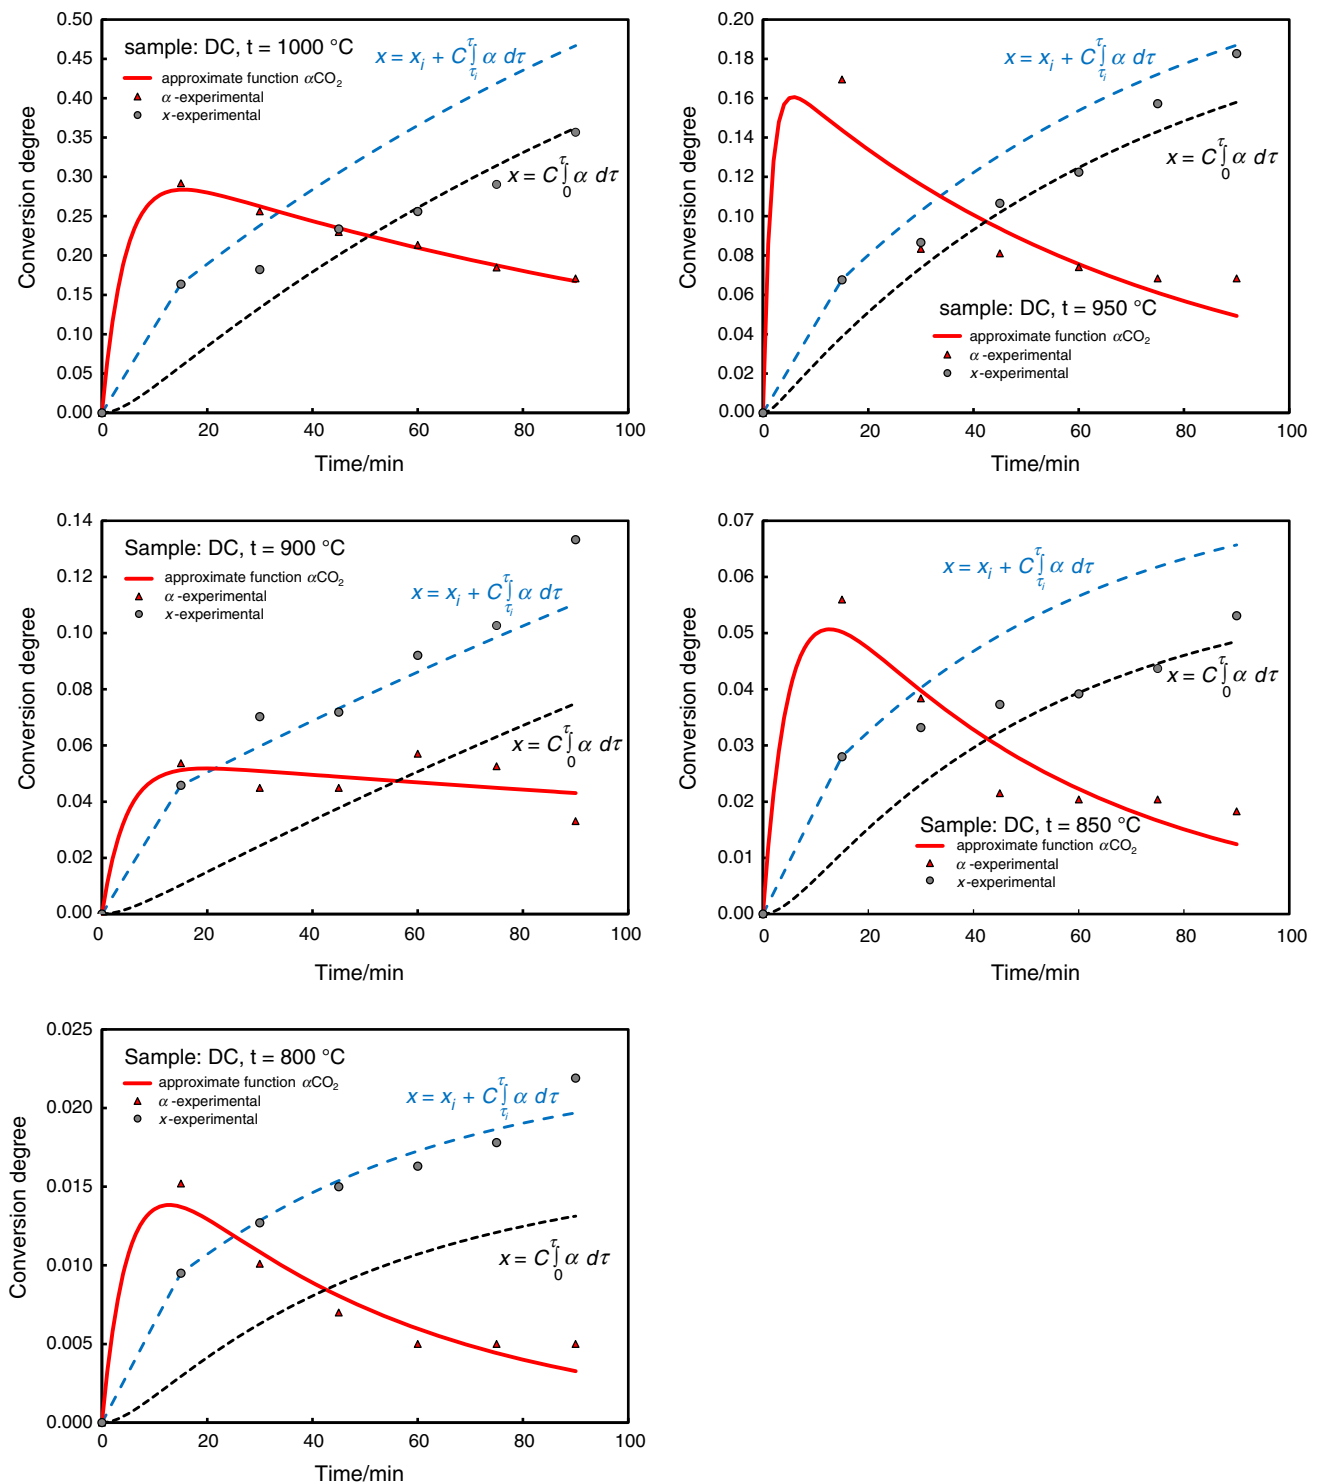 sample: DC, t = 1000 °C
approximate function αCO₂
α-experimental
x-experimental
x = xᵢ + C∫α dτ
τ
τᵢ
x = C∫α dτ
τ
0
Conversion degree
0.50
0.45
0.40
0.35
0.30
0.25
0.20
0.15
0.10
0.05
0.00
0 20 40 60 80 100
Time/min
sample: DC, t = 950 °C
approximate function αCO₂
α-experimental
x-experimental
x = xᵢ + C∫α dτ
τ
τᵢ
x = C∫α dτ
τ
0
Conversion degree
0.20
0.18
0.16
0.14
0.12
0.10
0.08
0.06
0.04
0.02
0.00
0 20 40 60 80 100
Time/min
Sample: DC, t = 900 °C
approximate function αCO₂
α-experimental
x-experimental
x = xᵢ + C∫α dτ
τ
τᵢ
x = C∫α dτ
τ
0
Conversion degree
0.14
0.12
0.10
0.08
0.06
0.04
0.02
0.00
0 20 40 60 80 100
Time/min
Sample: DC, t = 850 °C
approximate function αCO₂
α-experimental
x-experimental
x = xᵢ + C∫α dτ
τ
τᵢ
x = C∫α dτ
τ
0
Conversion degree
0.07
0.06
0.05
0.04
0.03
0.02
0.01
0.00
0 20 40 60 80 100
Time/min
Sample: DC, t = 800 °C
approximate function αCO₂
α-experimental
x-experimental
x = xᵢ + C∫α dτ
τ
τᵢ
x = C∫α dτ
τ
0
Conversion degree
0.025
0.020
0.015
0.010
0.005
0.000
0 20 40 60 80 100
Time/min